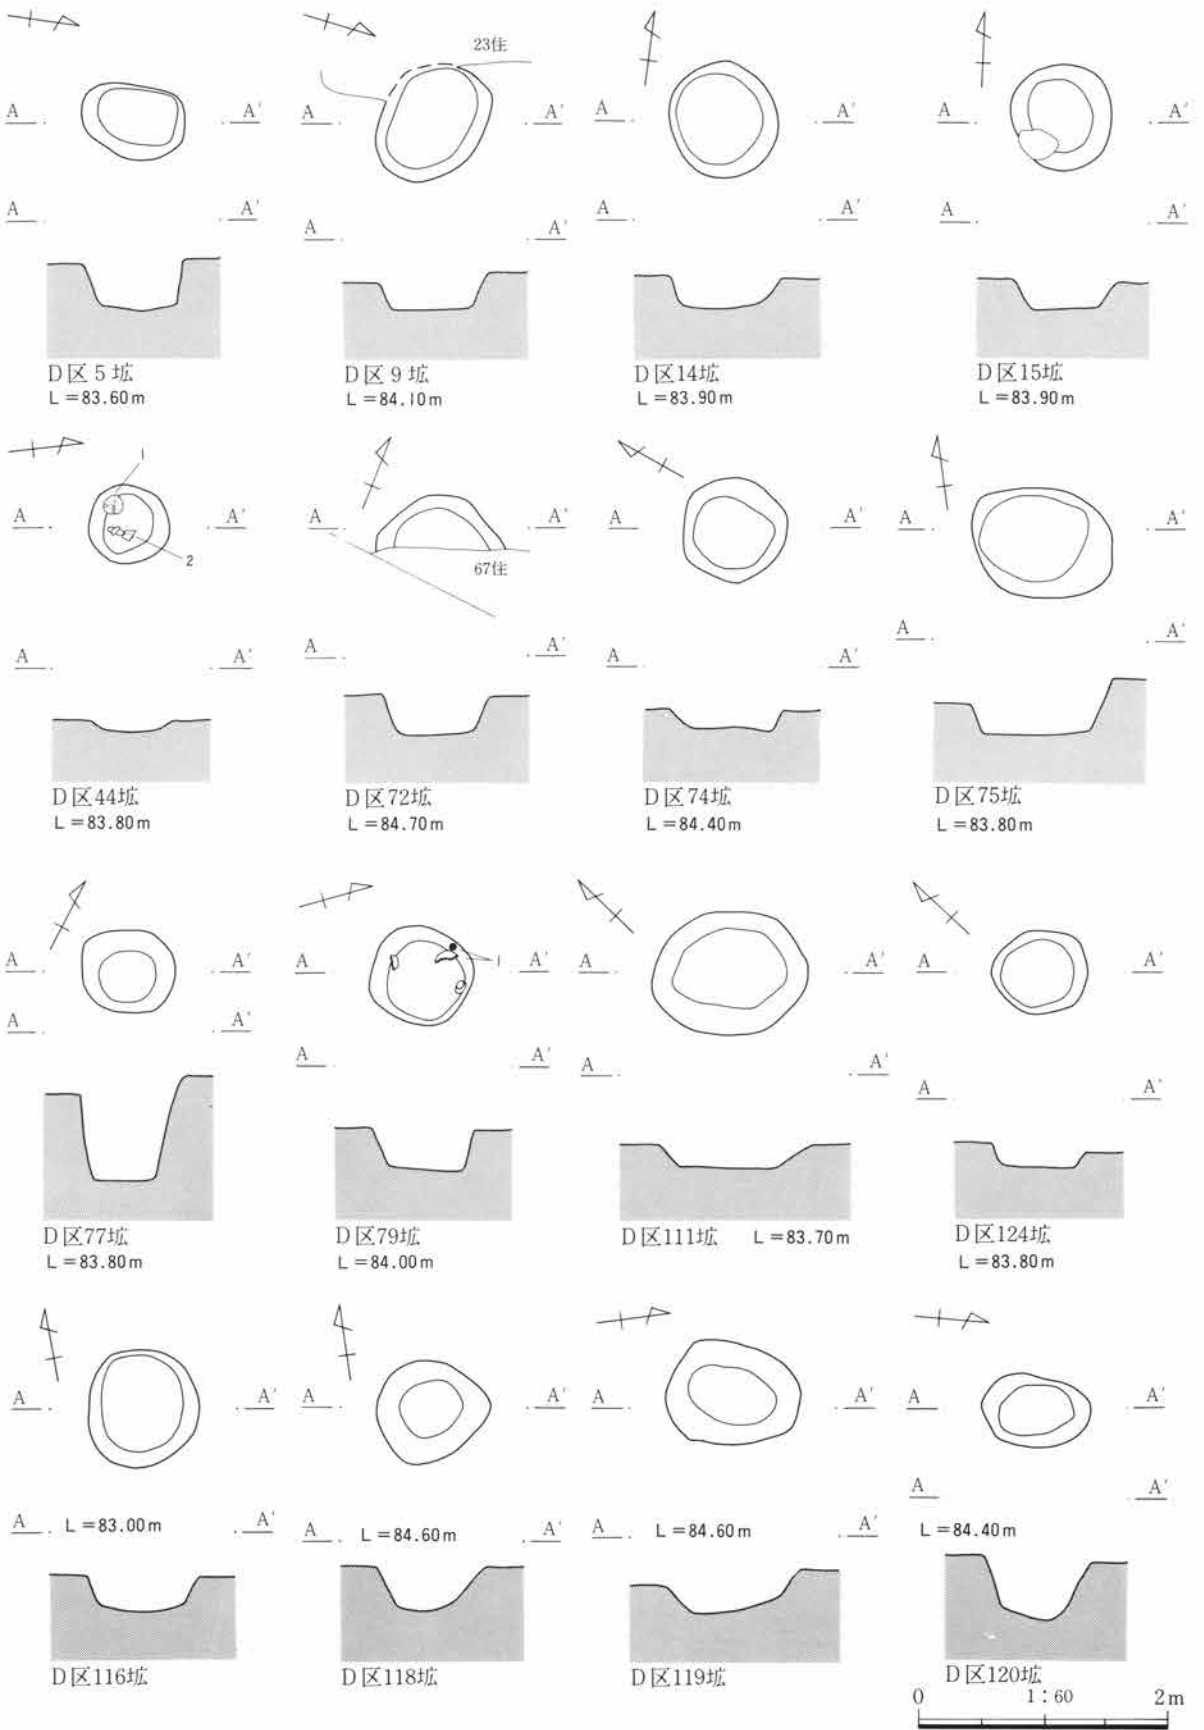 23住
A A' A A' A A' A A'
A A' A A' A A' A A'
D区5坑
L=83.60m
D区9坑
L=84.10m
D区14坑
L=83.90m
D区15坑
L=83.90m
1
A A' A A' A A' A A'
2
67住
A A' A A' A A' A A'
D区44坑
L=83.80m
D区72坑
L=84.70m
D区74坑
L=84.40m
D区75坑
L=83.80m
A A' A 1 A' A A' A A'
A A' A A' A A' A A'
D区77坑
L=83.80m
D区79坑
L=84.00m
D区111坑 L=83.70m
D区124坑
L=83.80m
A A' A A' A A' A A'
A L=83.00m A'
A L=84.60m A'
A L=84.60m A'
A A'
L=84.40m
D区116坑
D区118坑
D区119坑
D区120坑
0 1:60 2m